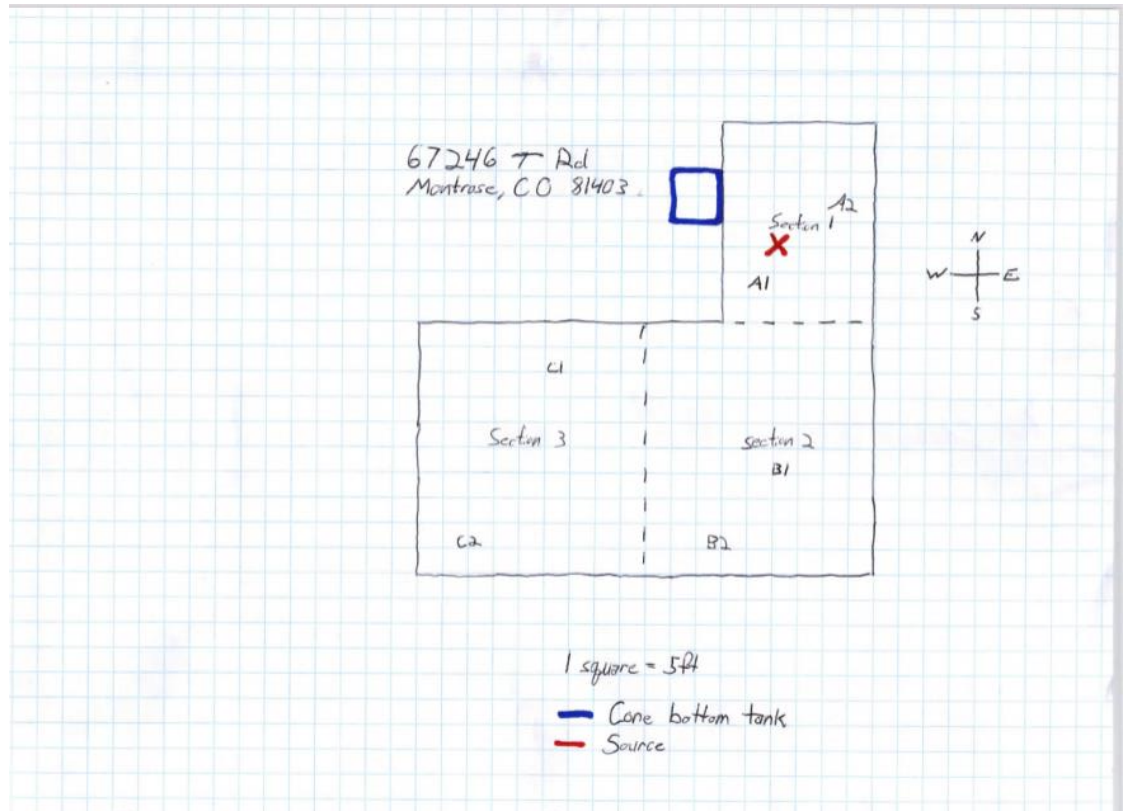 67246 T Rd
Montrose, CO 81403.
A2
Section 1
X
A1
N
W E
S
C1
Section 3
section 2
B1
C2
B2
1 square = 5ft
Cone bottom tank
Source